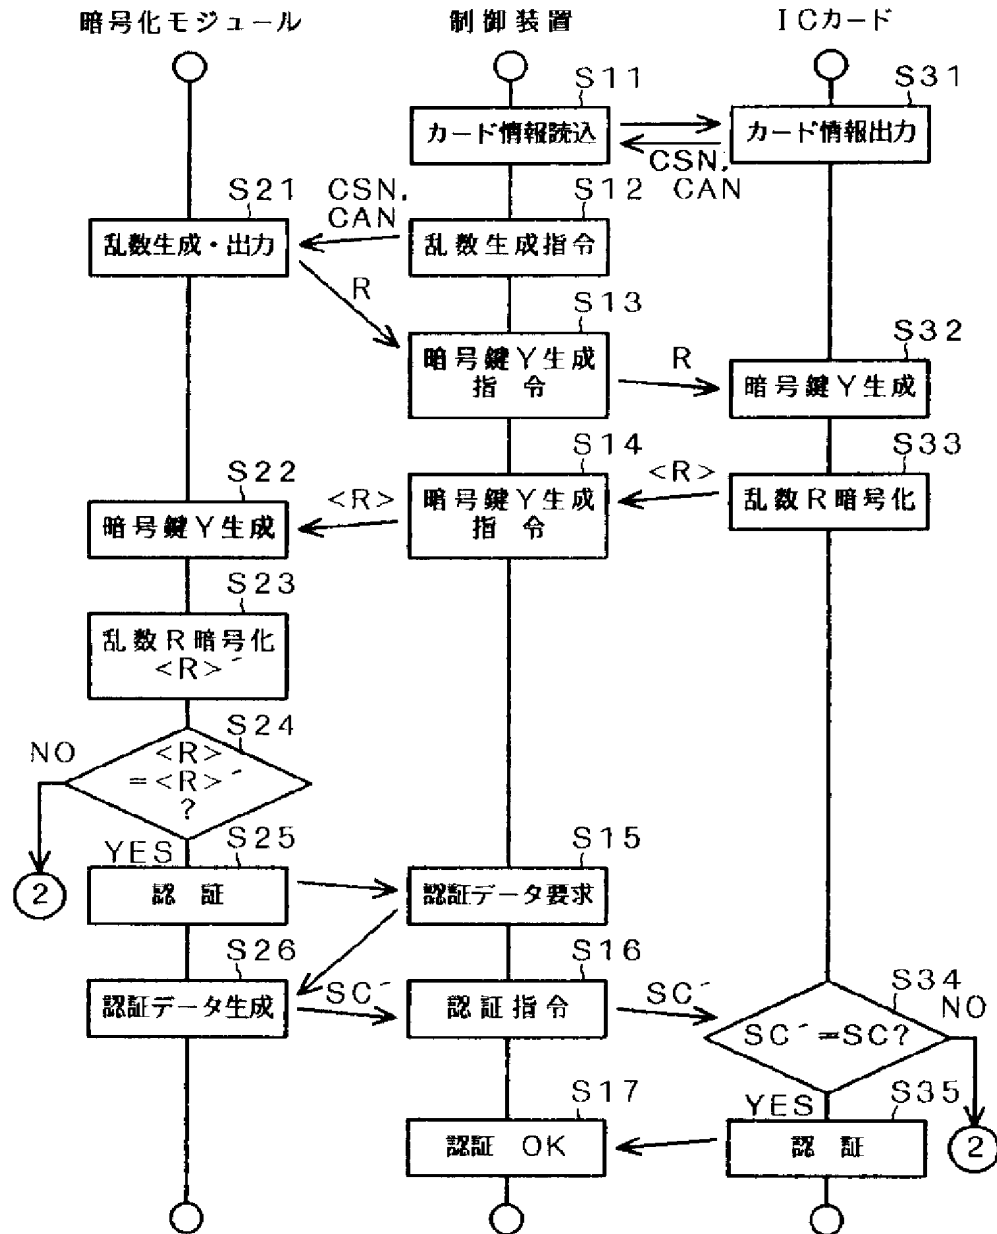 暗号化モジュール
制御装置
ICカード
S11
S31
カード情報読込
カード情報出力
CSN,
CAN
S21
CSN,
CAN
S12
乱数生成・出力
乱数生成指令
R
S13
S32
暗号鍵Y生成
指 令
R
暗号鍵Y生成
S14
S33
S22
<R>
<R>
暗号鍵Y生成
指 令
乱数R暗号化
暗号鍵Y生成
S23
乱数R暗号化
<R>´
S24
NO
<R>
=<R>´
?
YES
S25
S15
2
認 証
認証データ要求
S26
S16
S34
認証データ生成
SC´
認証指令
SC´
NO
SC´=SC?
S17
YES
S35
認証 OK
認 証
2